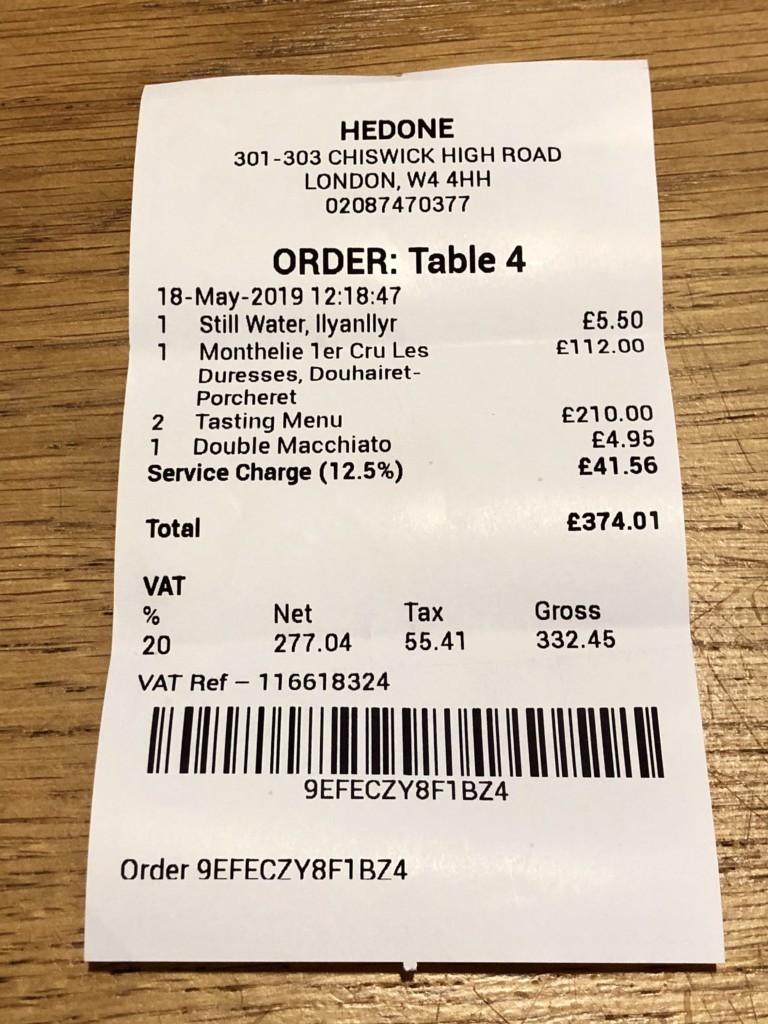 HEDONE
301-303 CHISWICK HIGH ROAD
LONDON, W4 4HH
02087470377
ORDER: Table 4
18-May-2019 12:18:47
1 Still Water, llyanllyr £5.50
1 Monthelie 1er Cru Les £112.00
Duresses, Douhairet-
Porcheret
2 Tasting Menu £210.00
1 Double Macchiato £4.95
Service Charge (12.5%) £41.56
Total £374.01
VAT
% Net Tax Gross
20 277.04 55.41 332.45
VAT Ref – 116618324
9EFECZY8F1BZ4
Order 9EFECZY8F1BZ4